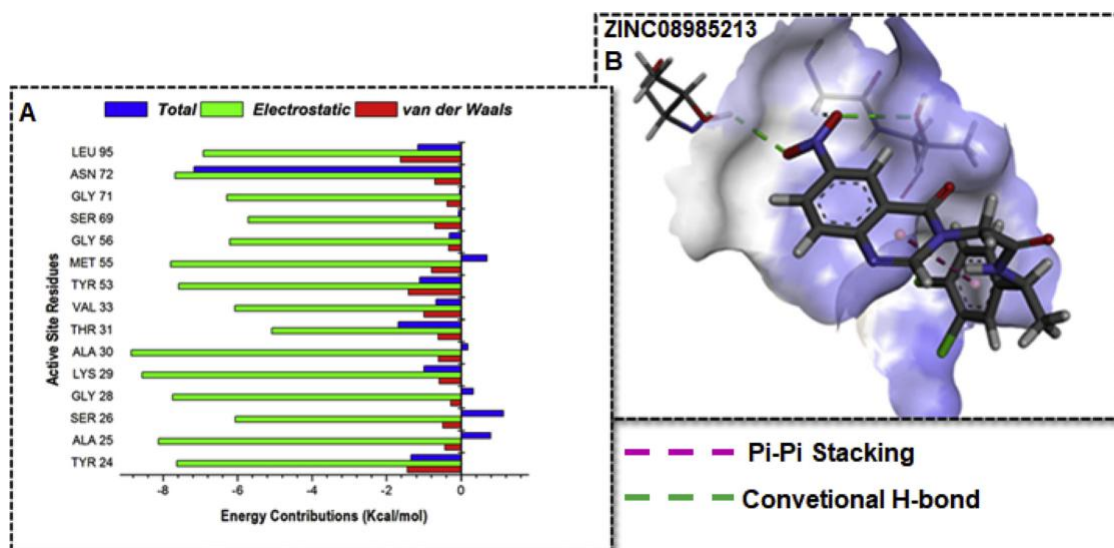 A
Total Electrostatic van der Waals
LEU 95
ASN 72
GLY 71
SER 69
GLY 56
MET 55
TYR 53
VAL 33
THR 31
ALA 30
LYS 29
GLY 28
SER 26
ALA 25
TYR 24
Active Site Residues
-8 -6 -4 -2 0
Energy Contributions (Kcal/mol)
ZINC08985213
B
Pi-Pi Stacking
Convetional H-bond